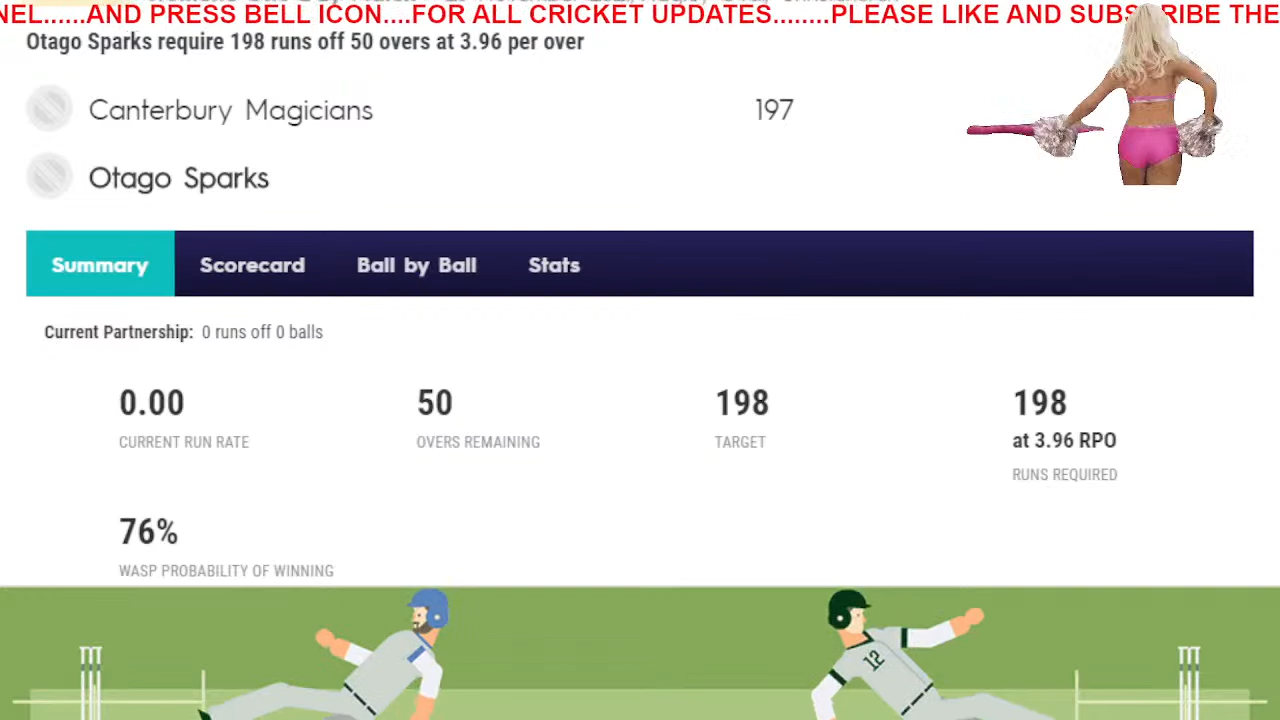 NEL......AND PRESS BELL ICON....FOR ALL CRICKET UPDATES........PLEASE LIKE AND SUBSCRIBE THE
Otago Sparks require 198 runs off 50 overs at 3.96 per over
Canterbury Magicians 197
Otago Sparks
Summary Scorecard Ball by Ball Stats
Current Partnership: 0 runs off 0 balls
0.00 50 198 198
at 3.96 RPO
CURRENT RUN RATE OVERS REMAINING TARGET
RUNS REQUIRED
76%
WASP PROBABILITY OF WINNING
12